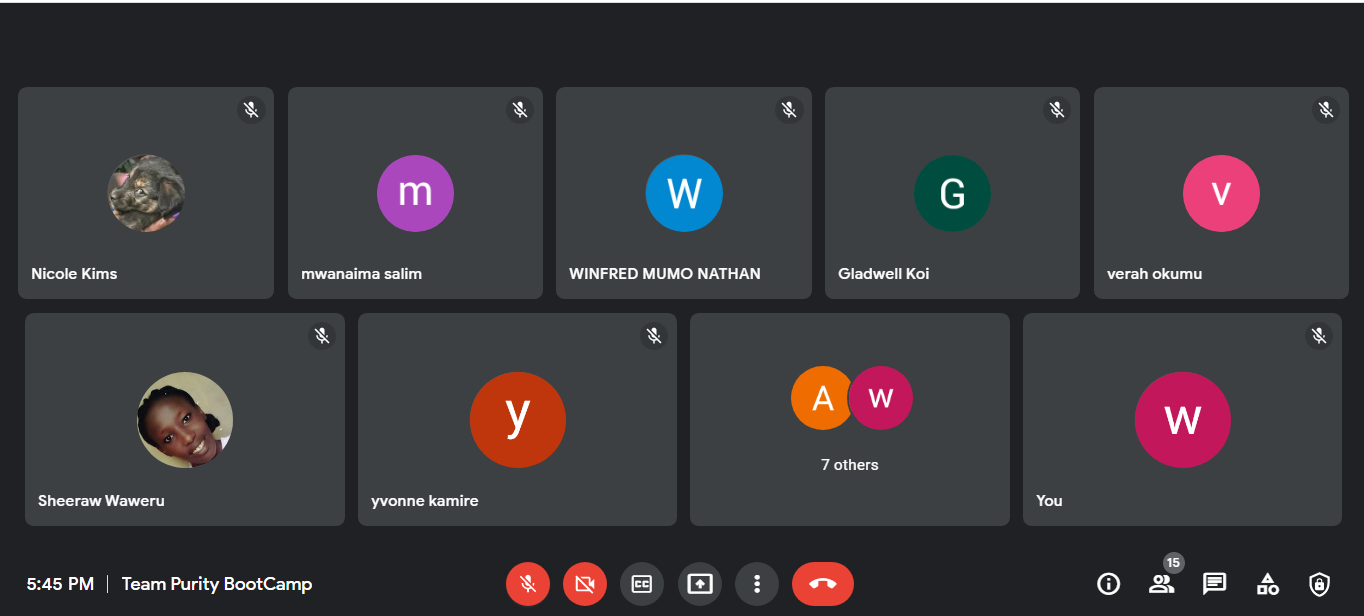 m
W
G
v
Nicole Kims
mwanaima salim
WINFRED MUMO NATHAN
Gladwell Koi
verah okumu
y
A
w
w
7 others
Sheeraw Waweru
yvonne kamire
You
15
CC
5:45 PM | Team Purity BootCamp